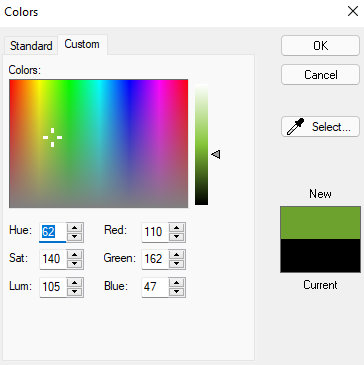 Colors
Standard Custom
OK
Colors:
Cancel
Select...
New
Hue: 62 Red: 110
Sat: 140 Green: 162
Lum: 105 Blue: 47
Current